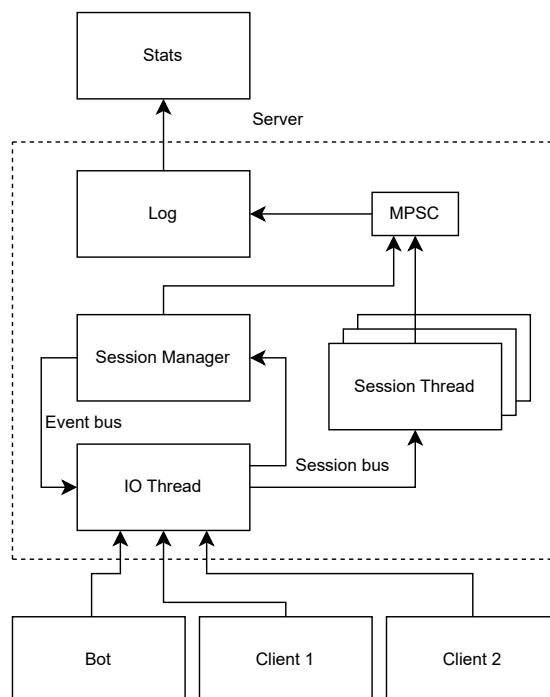 Stats
Server
Log
MPSC
Session Manager
Session Thread
Event bus
IO Thread
Session bus
Bot
Client 1
Client 2